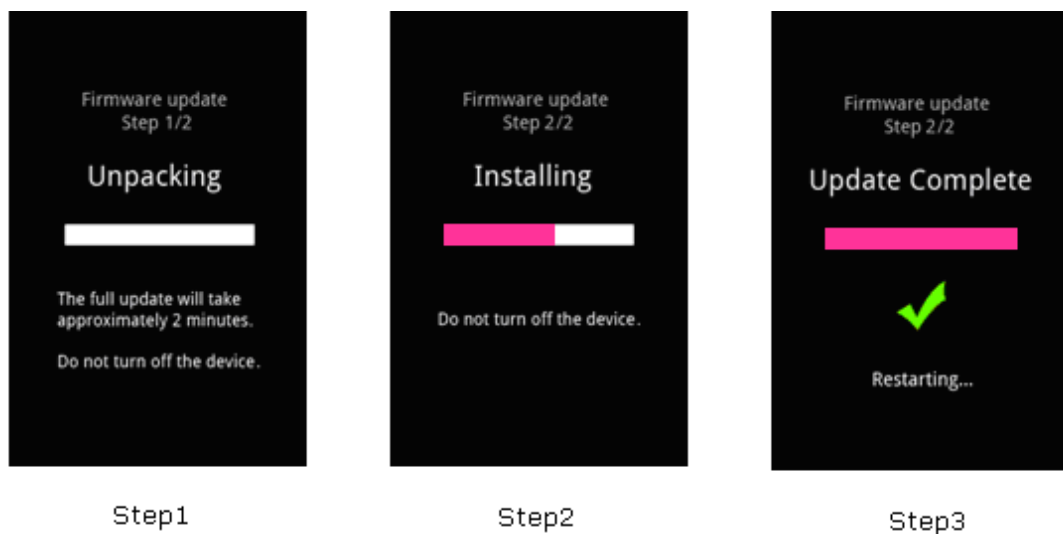 Firmware update
Step 1/2
Unpacking
The full update will take
approximately 2 minutes.
Do not turn off the device.
Step1
Firmware update
Step 2/2
Installing
Do not turn off the device.
Step2
Firmware update
Step 2/2
Update Complete
Restarting...
Step3